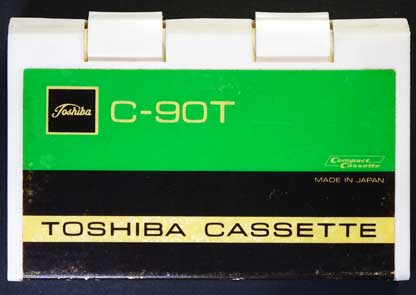 Toshiba
C-90T
Compact
Cassette
MADE IN JAPAN
TOSHIBA CASSETTE